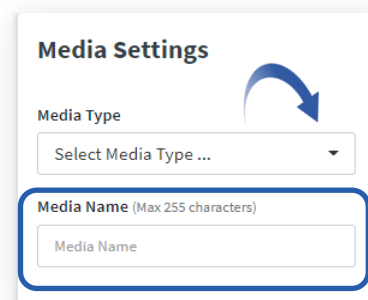 Media Settings
Media Type
Select Media Type ...
Media Name (Max 255 characters)
Media Name